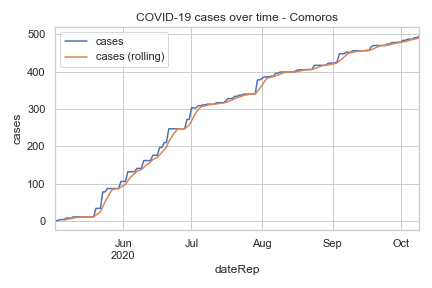 COVID-19 cases over time - Comoros
500
400
300
200
100
0
cases
cases
cases (rolling)
Jun
2020
Jul
Aug
Sep
Oct
dateRep